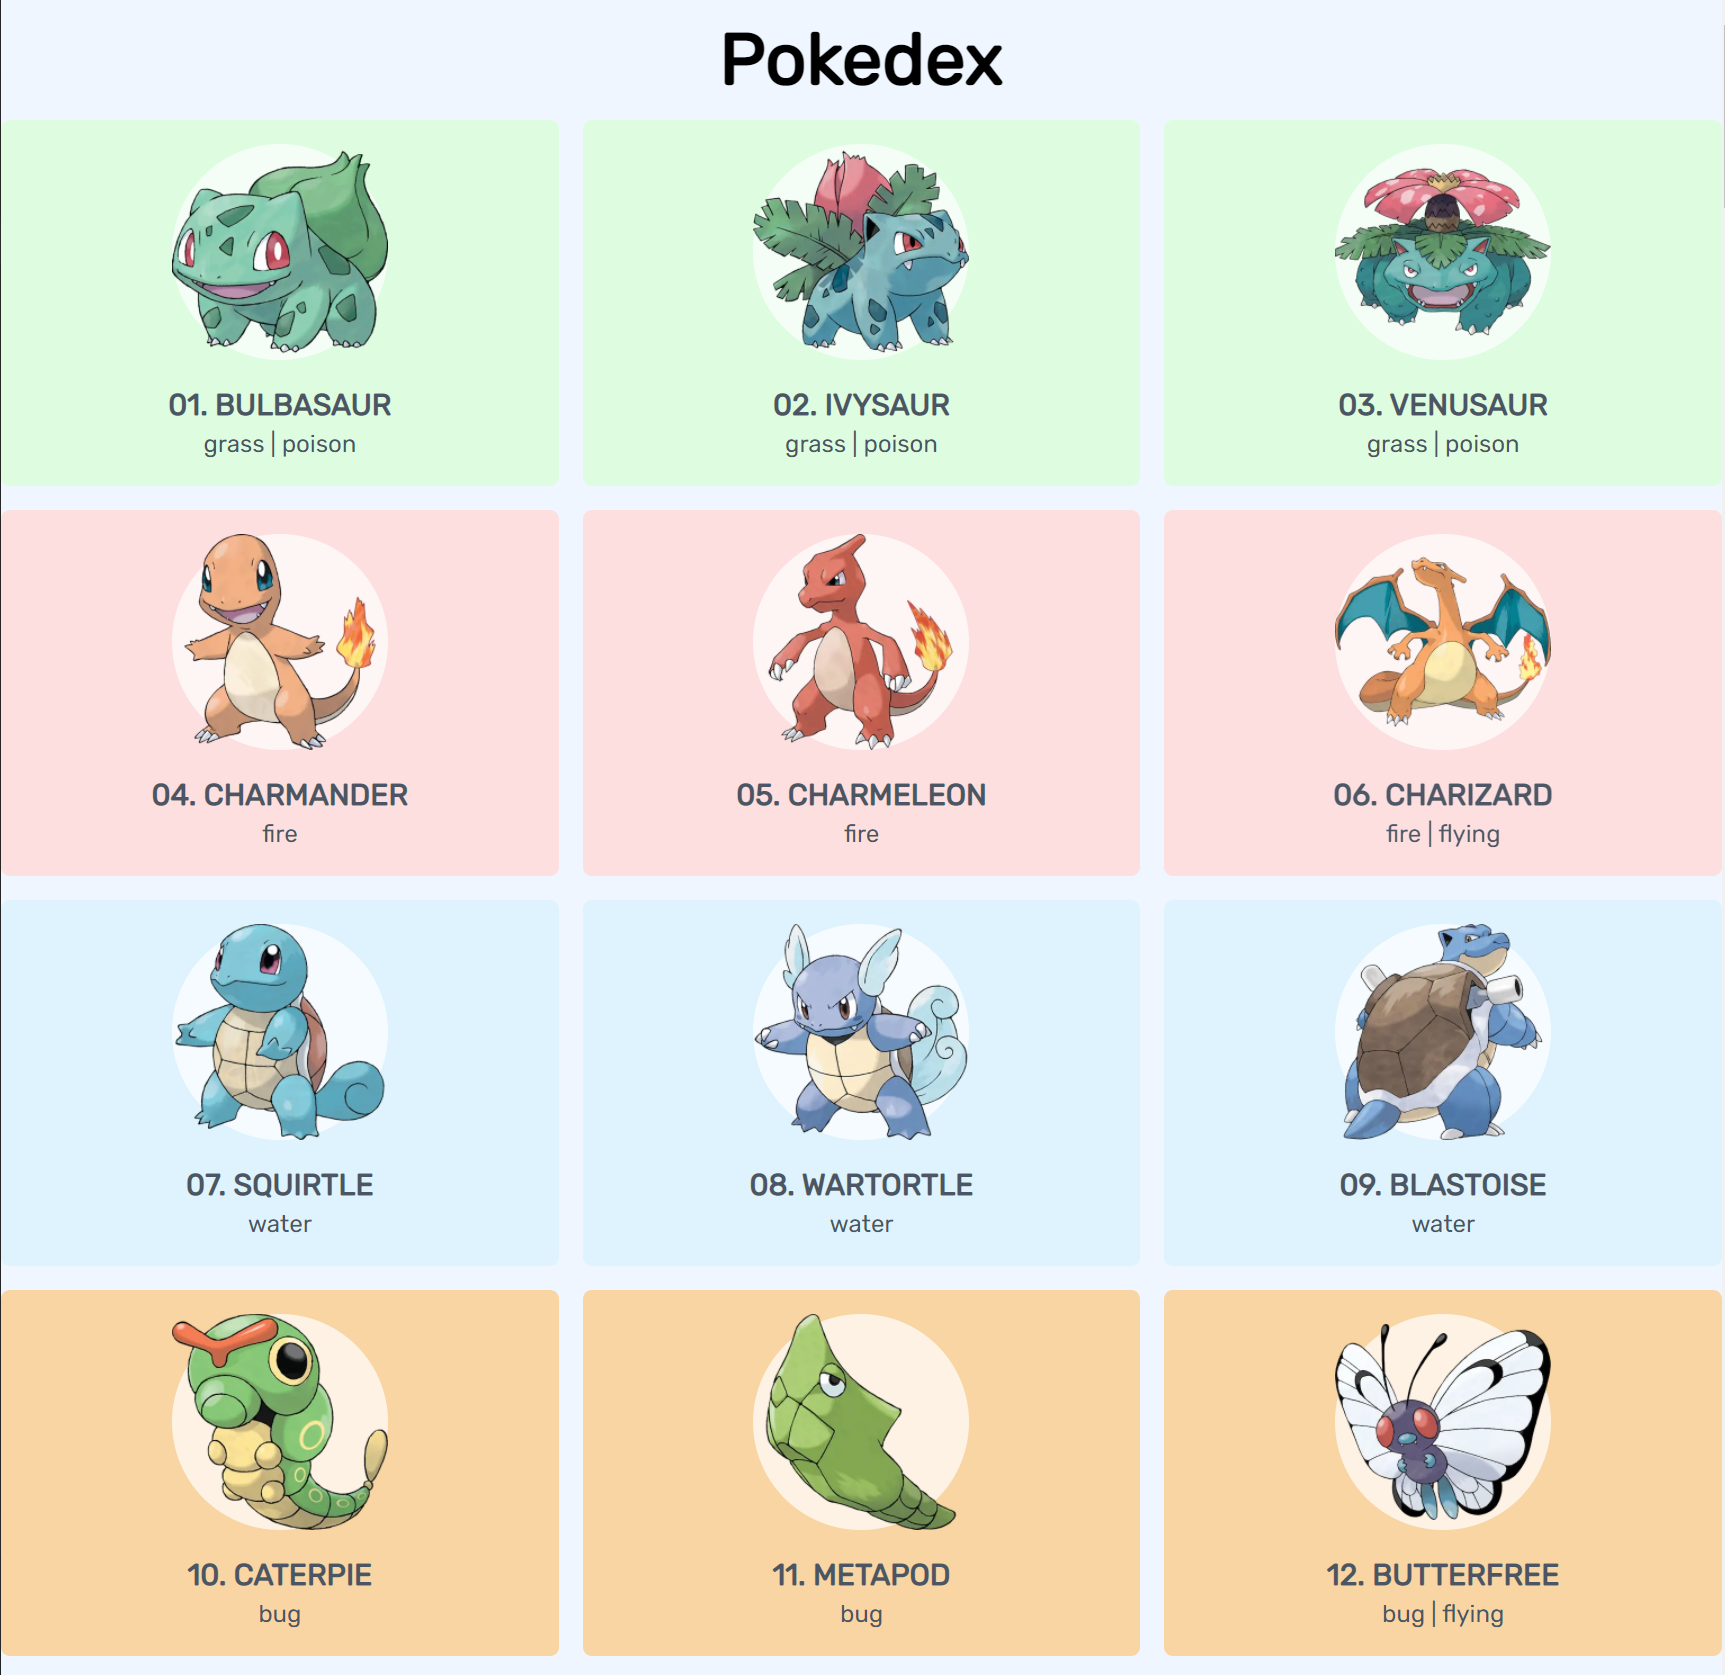 Pokedex
01. BULBASAUR
grass | poison
02. IVYSAUR
grass | poison
03. VENUSAUR
grass | poison
04. CHARMANDER
fire
05. CHARMELEON
fire
06. CHARIZARD
fire | flying
07. SQUIRTLE
water
08. WARTORTLE
water
09. BLASTOISE
water
10. CATERPIE
bug
11. METAPOD
bug
12. BUTTERFREE
bug | flying